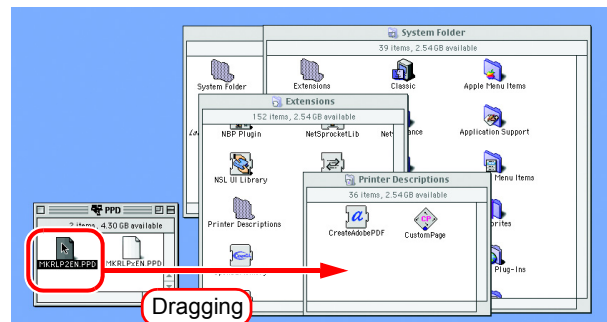 System Folder
39 items, 2.54GB available
System Folder
Extensions
Classic
Apple Menu Items
Extensions
152 items, 2.54GB available
NBP Plugin
NetSprocketLib
Application Support
NSL UI Library
Menu Items
Printer Descriptions
36 items, 2.54GB available
PPD
2 items, 4.30 GB available
Printer Descriptions
CreateAdobePDF
CustomPage
MKRLP2EN.PPD
MKRLPxEN.PPD
Plug-Ins
Dragging